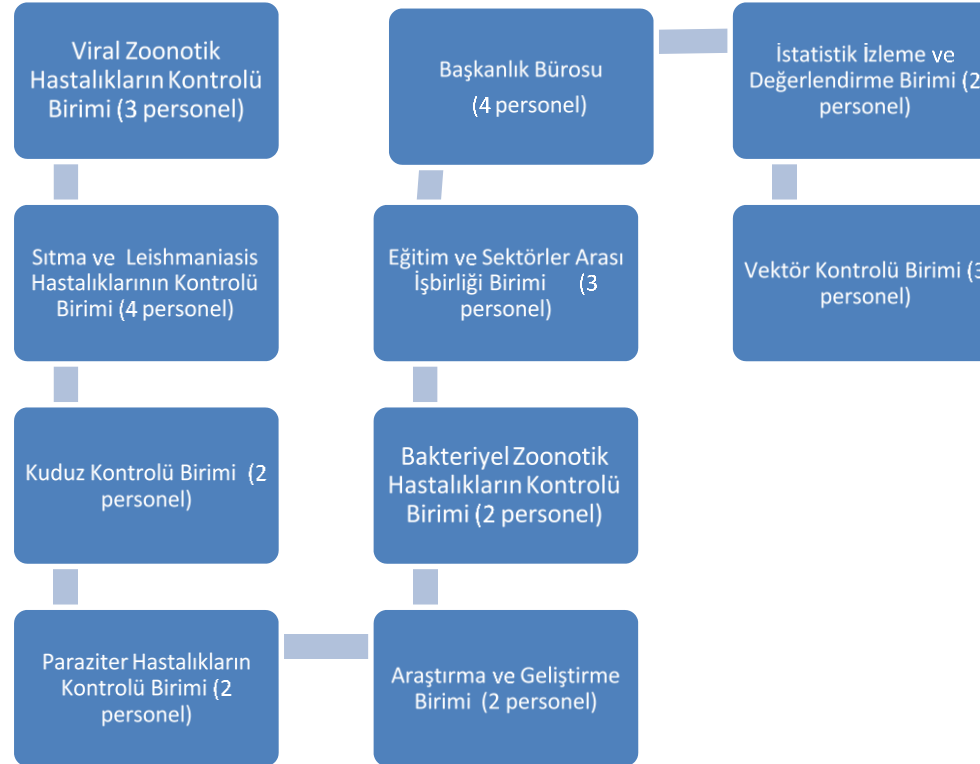 Viral Zoonotik
Hastalıkların Kontrolü
Birimi (3 personel)
Sıtma ve Leishmaniasis
Hastalıklarının Kontrolü
Birimi (4 personel)
Kuduz Kontrolü Birimi (2
personel)
Paraziter Hastalıkların
Kontrolü Birimi (2
personel)
Araştırma ve Geliştirme
Birimi (2 personel)
Bakteriyel Zoonotik
Hastalıkların Kontrolü
Birimi (2 personel)
Eğitim ve Sektörler Arası
İşbirliği Birimi (3
personel)
Başkanlık Bürosu
(4 personel)
İstatistik İzleme ve
Değerlendirme Birimi (2
personel)
Vektör Kontrolü Birimi (3
personel)